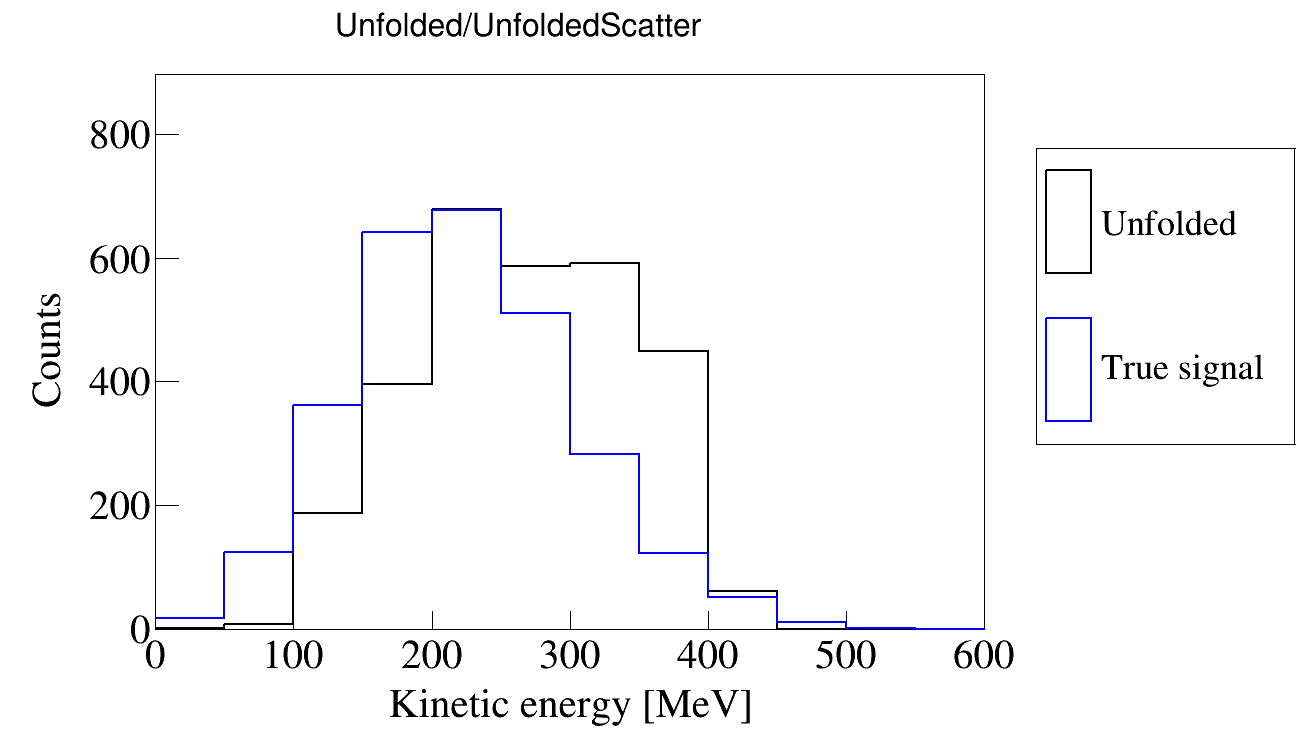 Unfolded/UnfoldedScatter
800
600
400
200
0
Counts
0 100 200 300 400 500 600
Kinetic energy [MeV]
Unfolded
True signal